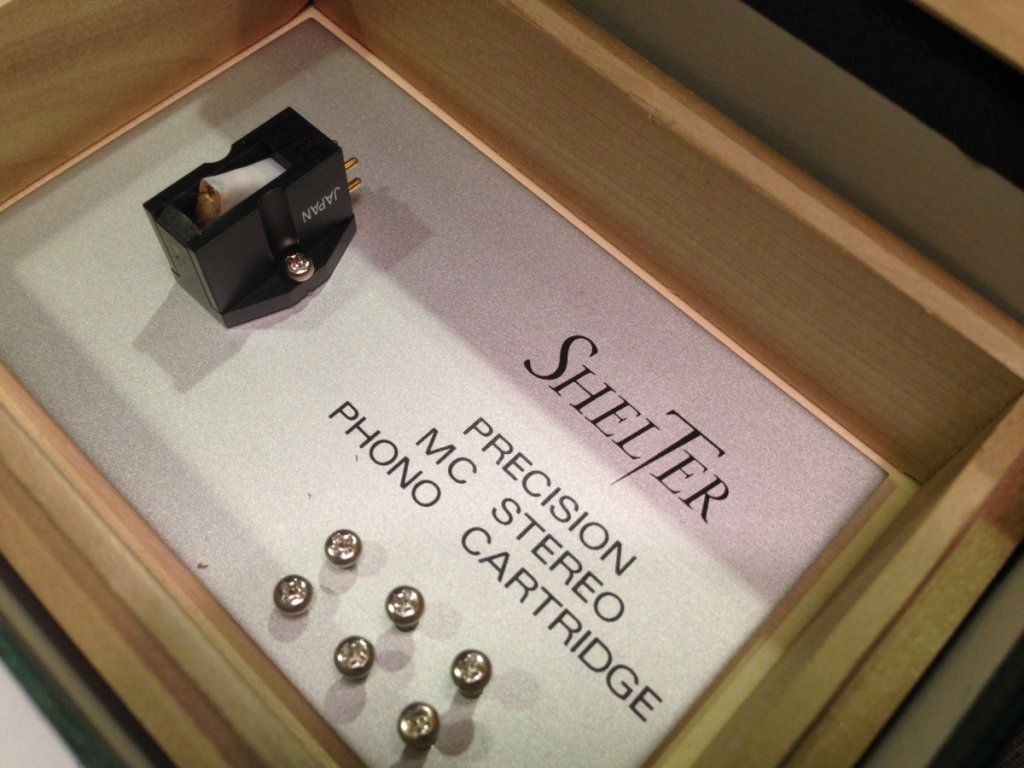 JAPAN
SHELTER
PRECISION
MC STEREO
PHONO CARTRIDGE